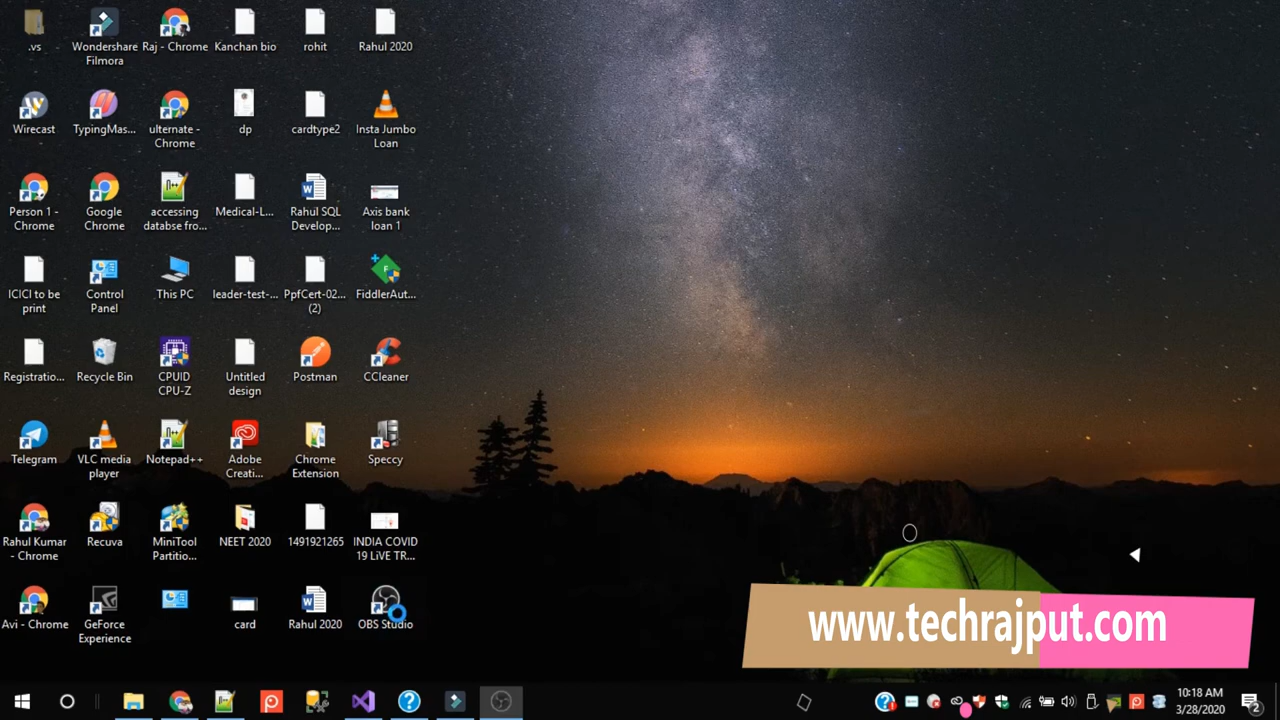 .vs
Wondershare
Filmora
Raj - Chrome
Kanchan bio
rohit
Rahul 2020
Wirecast
TypingMas...
ulternate -
Chrome
dp
cardtype2
Insta Jumbo
Loan
Person 1 -
Chrome
Google
Chrome
accessing
databse fro...
Medical-L...
Rahul SQL
Develop...
Axis bank
loan 1
ICICI to be
print
Control
Panel
This PC
leader-test-...
PpfCert-02...
(2)
FiddlerAut...
Registratio...
Recycle Bin
CPUID
CPU-Z
Untitled
design
Postman
CCleaner
Telegram
VLC media
player
Notepad++
Adobe
Creati...
Chrome
Extension
Speccy
Rahul Kumar
- Chrome
Recuva
MiniTool
Partitio...
NEET 2020
1491921265
INDIA COVID
19 LiVE TR...
Avi - Chrome
GeForce
Experience
card
Rahul 2020
OBS Studio
www.techrajput.com
10:18 AM
3/28/2020
2